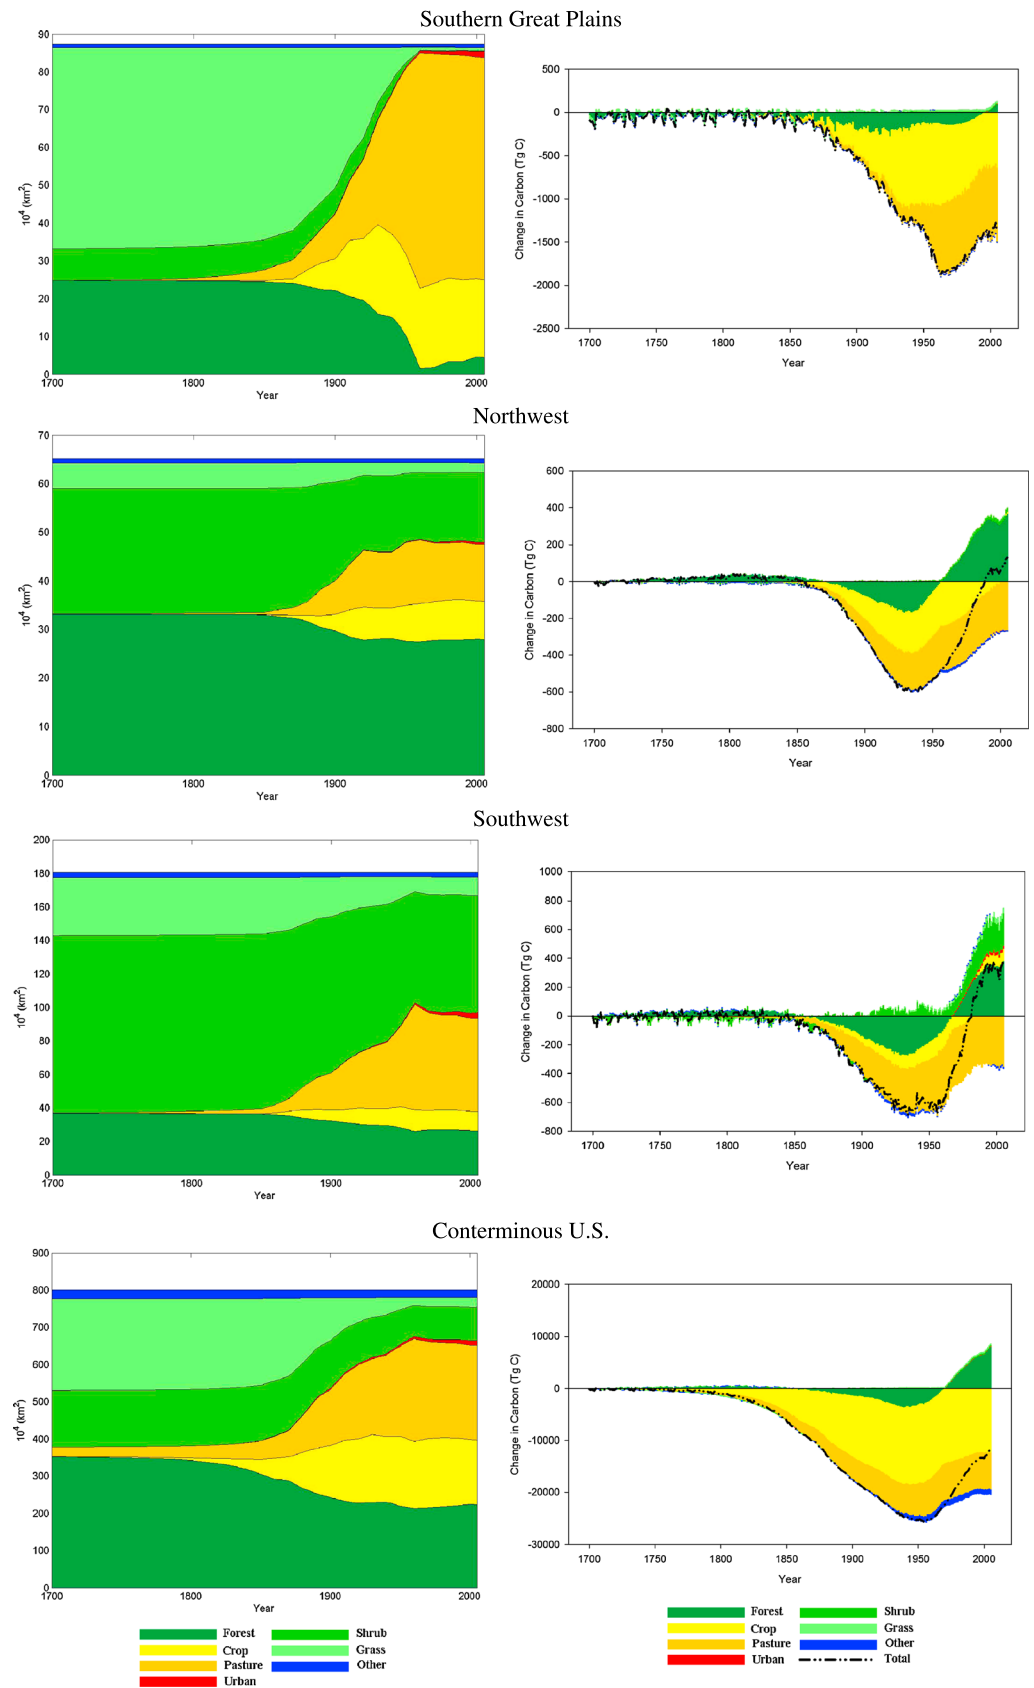 Southern Great Plains
90
80
70
60
50
40
30
20
10
0
10⁴ (km²)
1700 1800 1900 2000
Year
500
0
-500
-1000
-1500
-2000
-2500
Change in Carbon (Tg C)
1700 1750 1800 1850 1900 1950 2000
Year
Northwest
70
60
50
40
30
20
10
0
10⁴ (km²)
1700 1800 1900 2000
Year
600
400
200
0
-200
-400
-600
-800
Change in Carbon (Tg C)
1700 1750 1800 1850 1900 1950 2000
Year
Southwest
200
180
160
140
120
100
80
60
40
20
0
10⁴ (km²)
1700 1800 1900 2000
Year
1000
800
600
400
200
0
-200
-400
-600
-800
Change in Carbon (Tg C)
1700 1750 1800 1850 1900 1950 2000
Year
Conterminous U.S.
900
800
700
600
500
400
300
200
100
0
10⁴ (km²)
1700 1800 1900 2000
Year
20000
10000
0
-10000
-20000
-30000
Change in Carbon (Tg C)
1700 1750 1800 1850 1900 1950 2000
Year
Forest Shrub
Crop Grass
Pasture Other
Urban
Forest Shrub
Crop Grass
Pasture Other
Urban Total